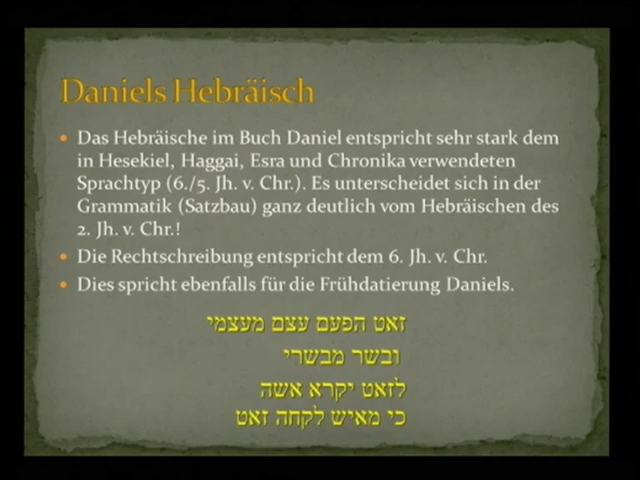 Daniels Hebräisch
• Das Hebräische im Buch Daniel entspricht sehr stark dem
in Hesekiel, Haggai, Esra und Chronika verwendeten
Sprachtyp (6./5. Jh. v. Chr.). Es unterscheidet sich in der
Grammatik (Satzbau) ganz deutlich vom Hebräischen des
2. Jh. v. Chr.!
• Die Rechtschreibung entspricht dem 6. Jh. v. Chr.
• Dies spricht ebenfalls für die Frühdatierung Daniels.
זאט הפעם עצם מעצמי
ובשר מבשרי
לזאט יקרא אשה
כי מאיש לקחה זאט